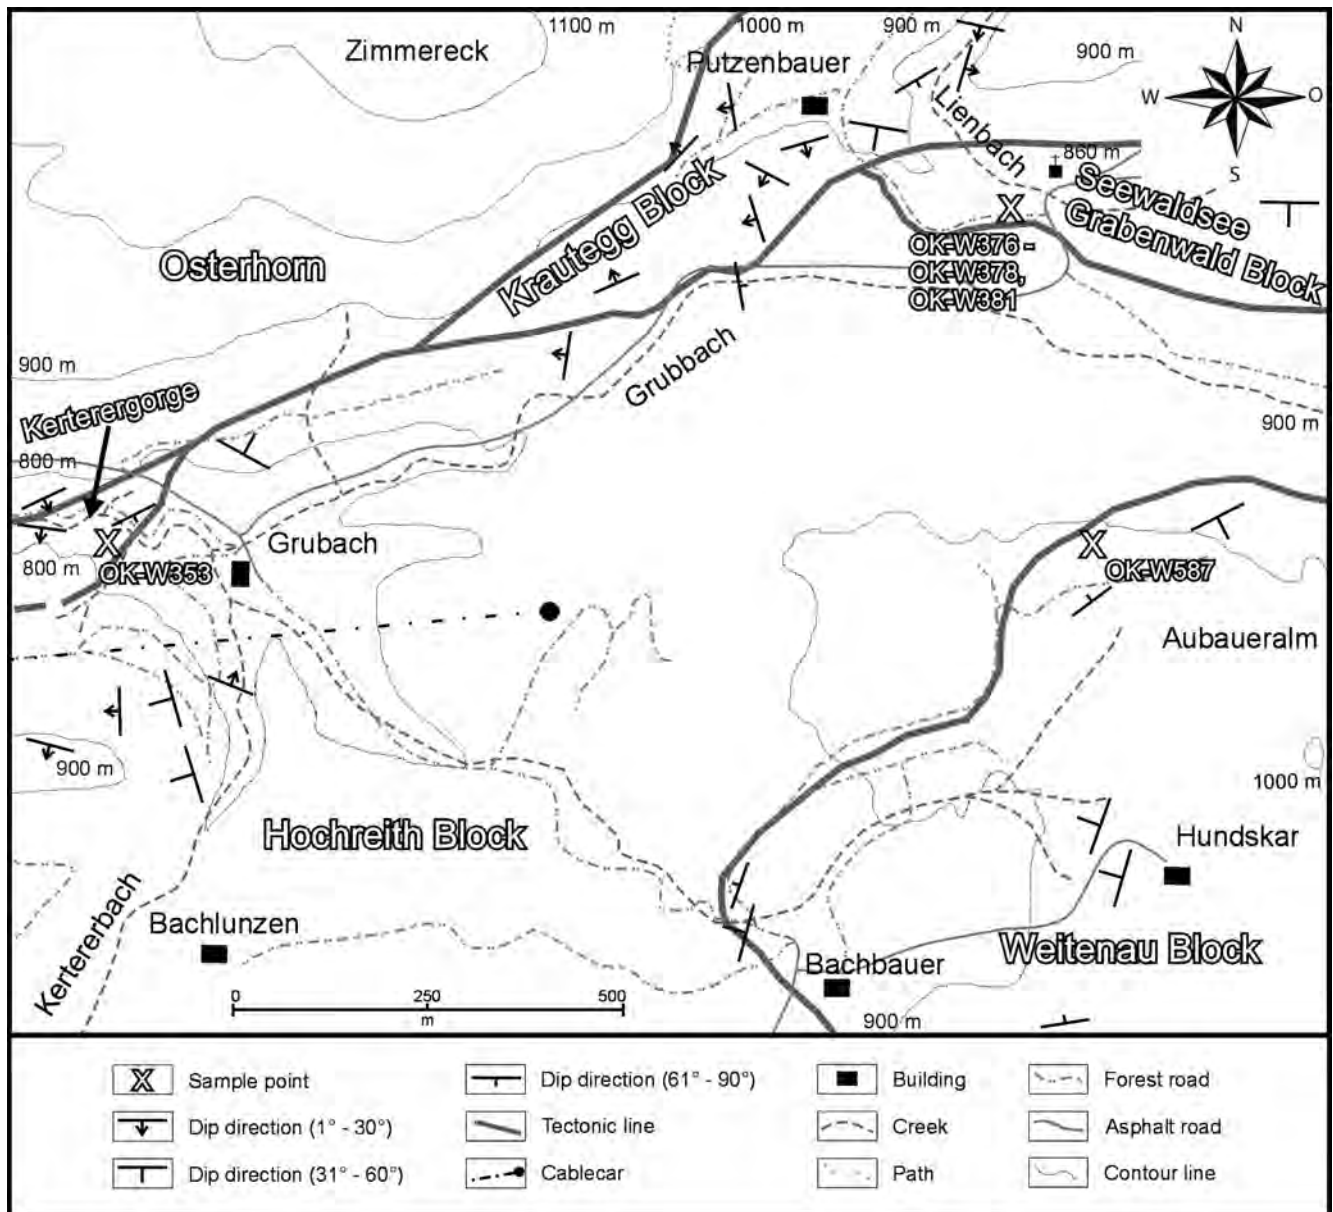 1100 m
1000 m
900 m
900 m
N
W
O
S
Zimmereck
Putzenbauer
Lienbach
860 m
Seewaldsee
Grabenwald Block
Krautegg Block
Osterhorn
OK-W376 -
OK-W378,
OK-W381
Grubbach
900 m
Kerterergorge
800 m
900 m
Grubach
800 m
OK-W353
OK-W587
Aubaueralm
900 m
1000 m
Hochreith Block
Hundskar
Kertererbach
Bachlunzen
Weitenau Block
Bachbauer
0
250
500
m
900 m
Sample point
Dip direction (61° - 90°)
Building
Forest road
Dip direction (1° - 30°)
Tectonic line
Creek
Asphalt road
Dip direction (31° - 60°)
Cablecar
Path
Contour line